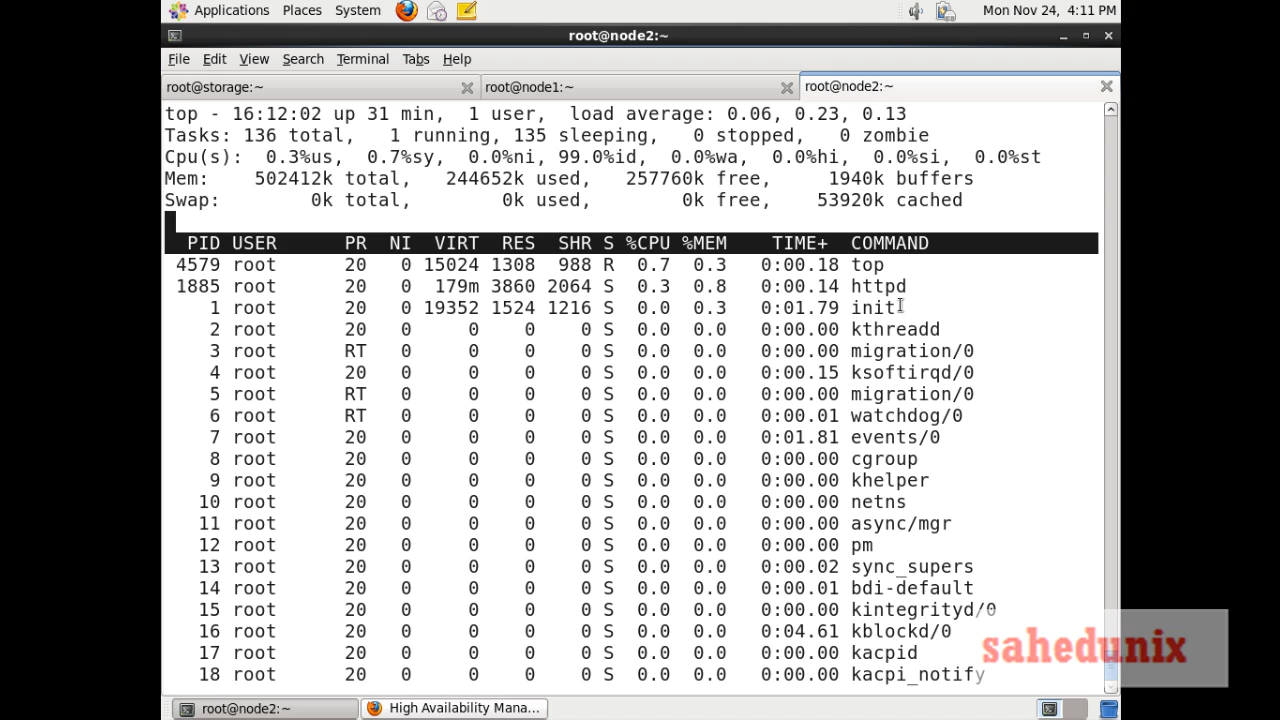 Applications Places System Mon Nov 24, 4:11 PM
root@node2:~
File Edit View Search Terminal Tabs Help
root@storage:~ root@node1:~ root@node2:~
top - 16:12:02 up 31 min, 1 user, load average: 0.06, 0.23, 0.13
Tasks: 136 total, 1 running, 135 sleeping, 0 stopped, 0 zombie
Cpu(s): 0.3%us, 0.7%sy, 0.0%ni, 99.0%id, 0.0%wa, 0.0%hi, 0.0%si, 0.0%st
Mem: 502412k total, 244652k used, 257760k free, 1940k buffers
Swap: 0k total, 0k used, 0k free, 53920k cached
PID USER PR NI VIRT RES SHR S %CPU %MEM TIME+ COMMAND
4579 root 20 0 15024 1308 988 R 0.7 0.3 0:00.18 top
1885 root 20 0 179m 3860 2064 S 0.3 0.8 0:00.14 httpd
1 root 20 0 19352 1524 1216 S 0.0 0.3 0:01.79 init
2 root 20 0 0 0 0 S 0.0 0.0 0:00.00 kthreadd
3 root RT 0 0 0 0 S 0.0 0.0 0:00.00 migration/0
4 root 20 0 0 0 0 S 0.0 0.0 0:00.15 ksoftirqd/0
5 root RT 0 0 0 0 S 0.0 0.0 0:00.00 migration/0
6 root RT 0 0 0 0 S 0.0 0.0 0:00.01 watchdog/0
7 root 20 0 0 0 0 S 0.0 0.0 0:01.81 events/0
8 root 20 0 0 0 0 S 0.0 0.0 0:00.00 cgroup
9 root 20 0 0 0 0 S 0.0 0.0 0:00.00 khelper
10 root 20 0 0 0 0 S 0.0 0.0 0:00.00 netns
11 root 20 0 0 0 0 S 0.0 0.0 0:00.00 async/mgr
12 root 20 0 0 0 0 S 0.0 0.0 0:00.00 pm
13 root 20 0 0 0 0 S 0.0 0.0 0:00.02 sync_supers
14 root 20 0 0 0 0 S 0.0 0.0 0:00.01 bdi-default
15 root 20 0 0 0 0 S 0.0 0.0 0:00.00 kintegrityd/0
16 root 20 0 0 0 0 S 0.0 0.0 0:04.61 kblockd/0
17 root 20 0 0 0 0 S 0.0 0.0 0:00.00 kacpid
18 root 20 0 0 0 0 S 0.0 0.0 0:00.00 kacpi_notify
sahedunix
root@node2:~ High Availability Mana...